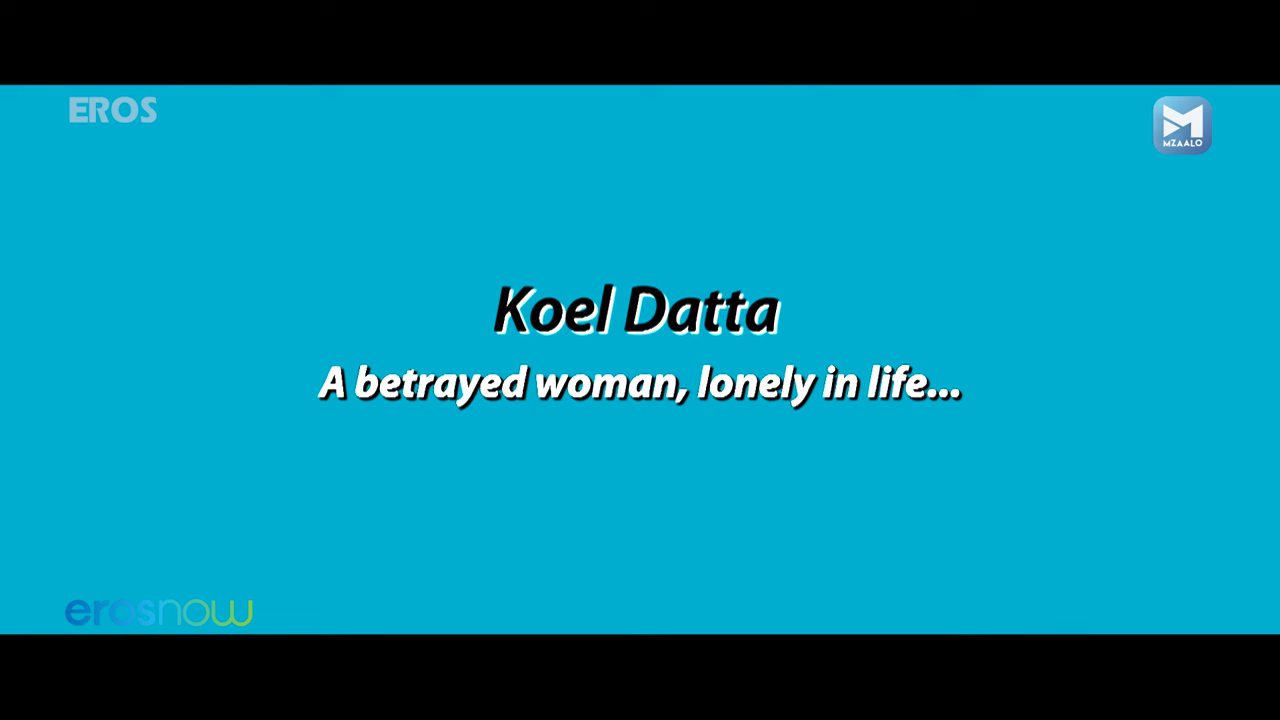 EROS
MZAALO
Koel Datta
A betrayed woman, lonely in life...
erosnow